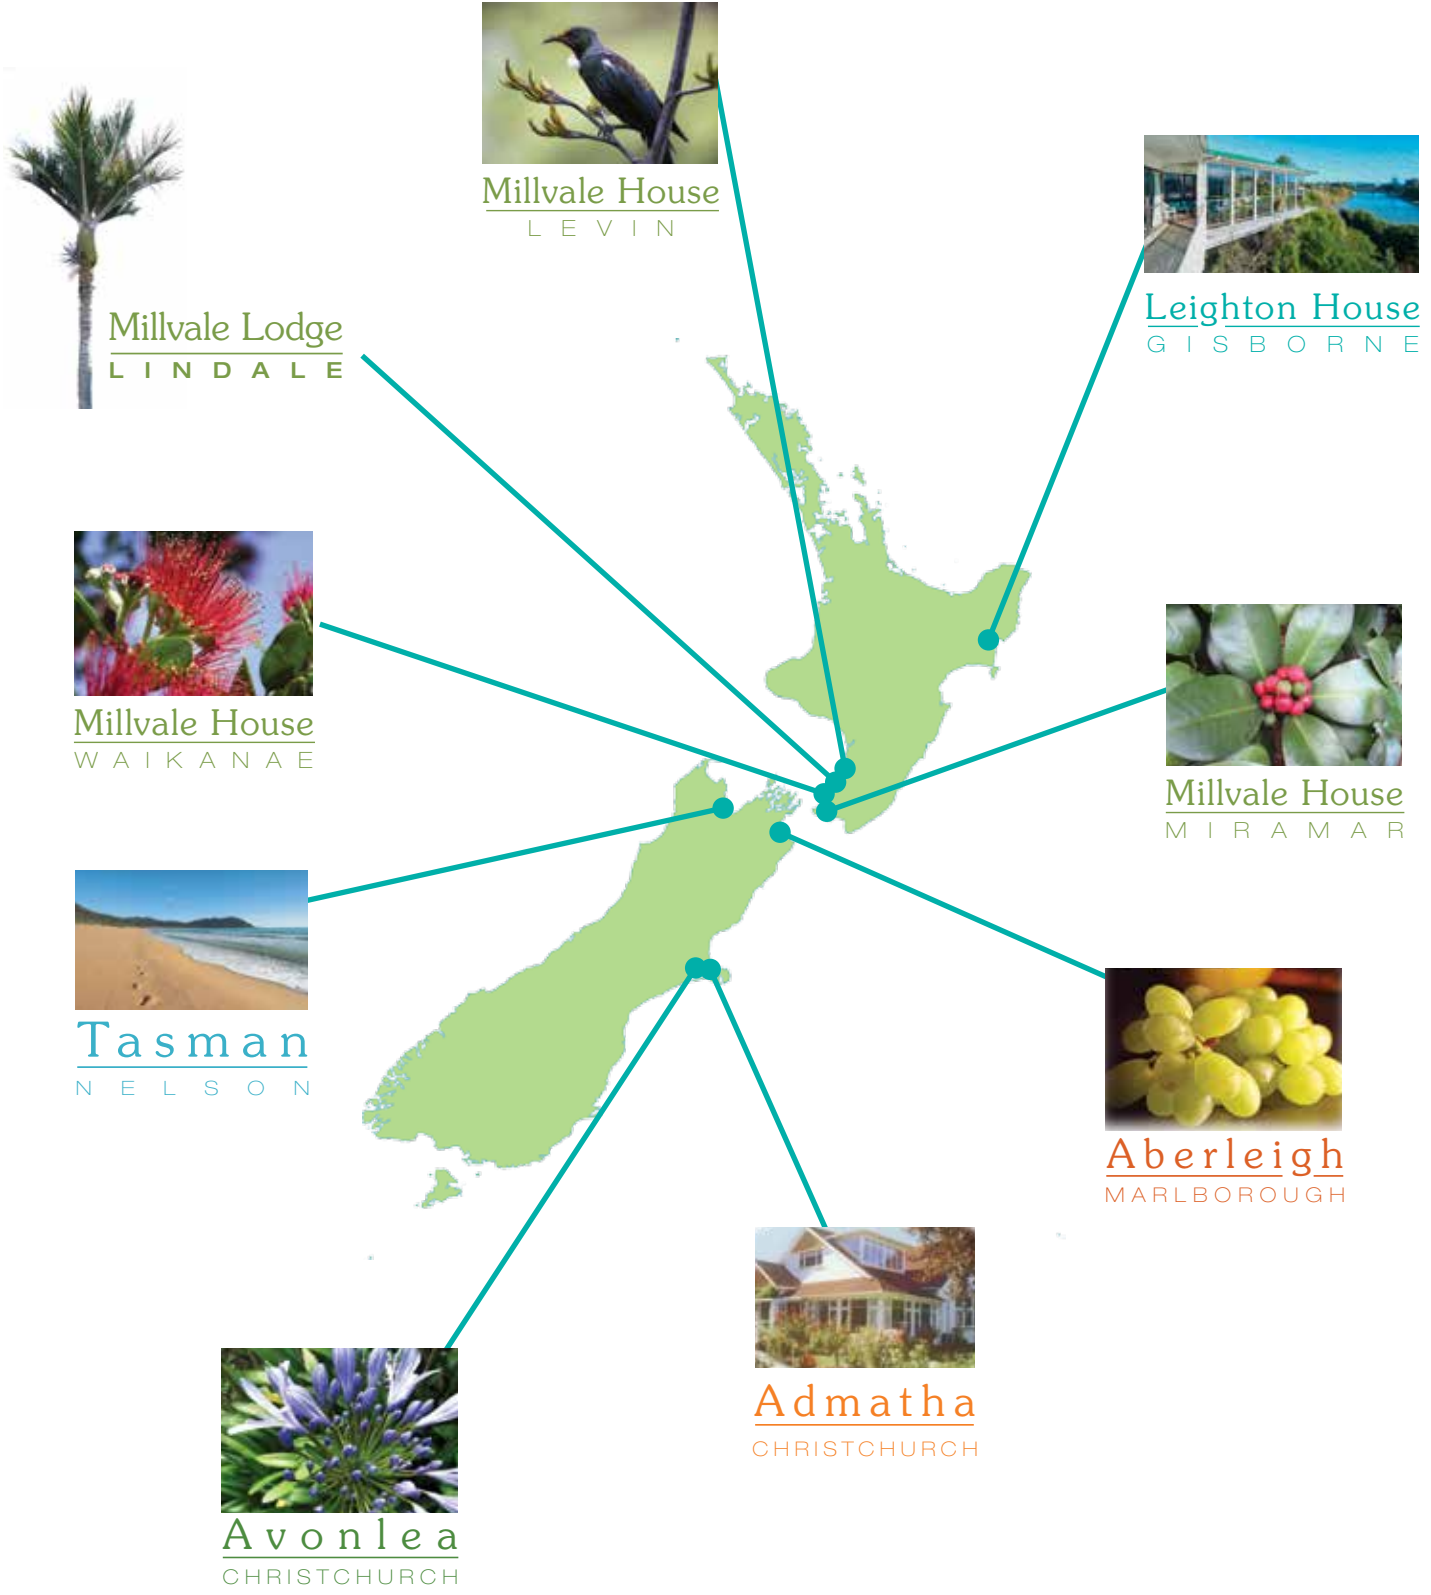 Millvale House
LEVIN
Leighton House
GISBORNE
Millvale Lodge
LINDALE
Millvale House
WAIKANAE
Millvale House
MIRAMAR
Tasman
NELSON
Aberleigh
MARLBOROUGH
Admatha
CHRISTCHURCH
Avonlea
CHRISTCHURCH